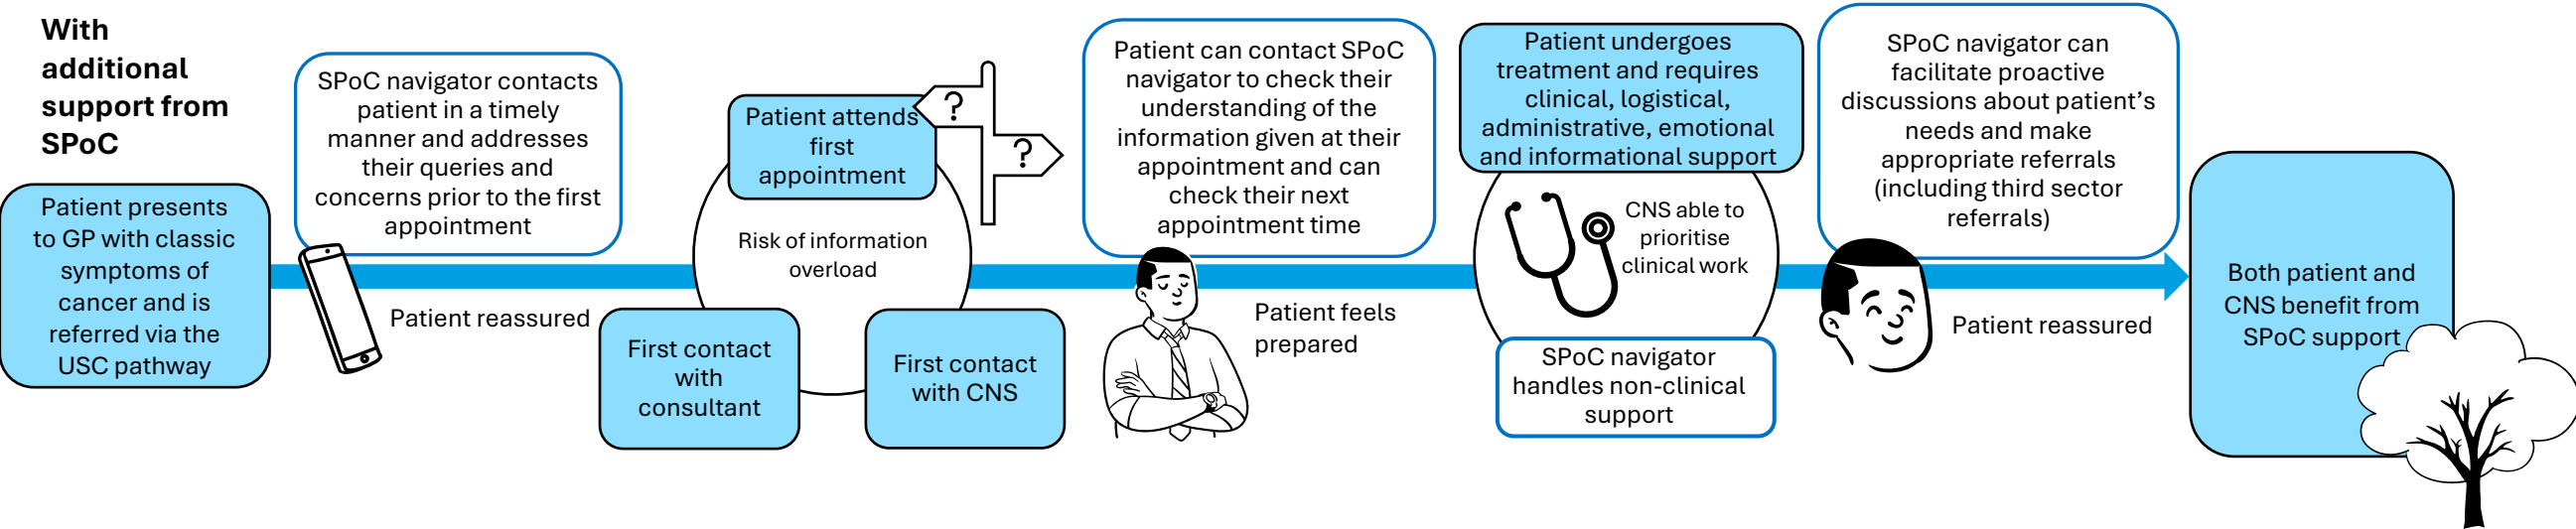 With
additional
support from
SPoC
Patient presents
to GP with classic
symptoms of
cancer and is
referred via the
USC pathway
SPoC navigator contacts
patient in a timely
manner and addresses
their queries and
concerns prior to the first
appointment
Patient reassured
Patient attends
first
appointment
?
?
Risk of information
overload
First contact
with
consultant
First contact
with CNS
Patient can contact SPoC
navigator to check their
understanding of the
information given at their
appointment and can
check their next
appointment time
Patient feels
prepared
Patient undergoes
treatment and requires
clinical, logistical,
administrative, emotional
and informational support
CNS able to
prioritise
clinical work
SPoC navigator
handles non-clinical
support
SPoC navigator can
facilitate proactive
discussions about patient’s
needs and make
appropriate referrals
(including third sector
referrals)
Patient reassured
Both patient and
CNS benefit from
SPoC support